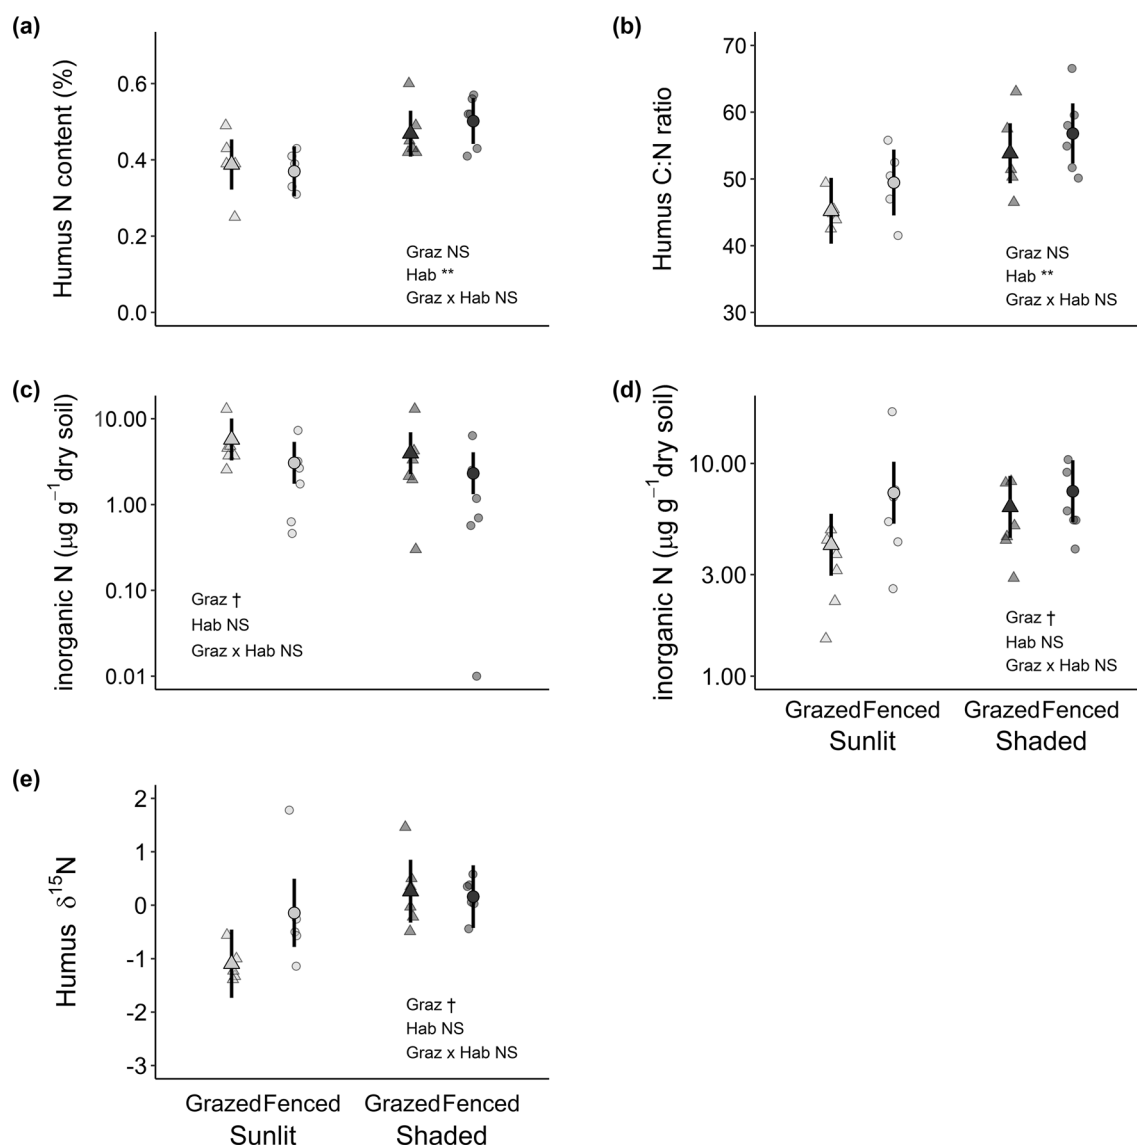 (a)
Humus N content (%)
0.6
0.4
0.2
0.0
Graz NS
Hab **
Graz x Hab NS
(b)
Humus C:N ratio
70
60
50
40
30
Graz NS
Hab **
Graz x Hab NS
(c)
inorganic N (μg g⁻¹dry soil)
10.00
1.00
0.10
0.01
Graz †
Hab NS
Graz x Hab NS
(d)
inorganic N (μg g⁻¹dry soil)
10.00
3.00
1.00
Graz †
Hab NS
Graz x Hab NS
Grazed Fenced Grazed Fenced
Sunlit Shaded
(e)
Humus δ¹⁵N
2
1
0
-1
-2
-3
Graz †
Hab NS
Graz x Hab NS
Grazed Fenced Grazed Fenced
Sunlit Shaded